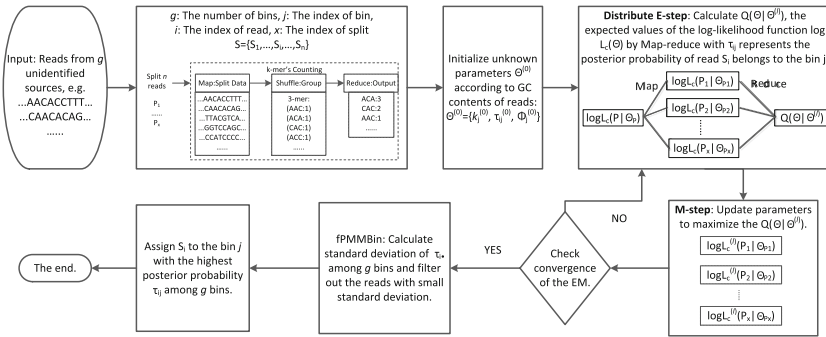 Input: Reads from g
unidentified
sources, e.g.
...AACACCTTT...
...CAACACAG...
......
g: The number of bins, j: The index of bin,
i: The index of read, x: The index of split
S={S1,...,Si,...,Sn}
Split n
reads
P1
......
Px
k-mer's Counting
Map:Split Data
...AACACCTTT...
...CAACACAG...
...TTACGTCA...
...GGTCCAGC...
...CCATCCCC...
......
Shuffle:Group
3-mer:
(AAC:1)
(ACA:1)
(CAC:1)
(ACC:1)
......
Reduce:Output
ACA:3
CAC:2
AAC:1
......
Initialize unknown
parameters Θ(0)
according to GC
contents of reads:
Θ(0)={kj(0), τij(0), Φj(0)}
Distribute E-step: Calculate Q(Θ|Θ(l)), the
expected values of the log-likelihood function log
Lc(Θ) by Map-reduce with τij represents the
posterior probability of read Si belongs to the bin j
Map
Reduce
logLc(P|ΘP)
logLc(P1|ΘP1)
logLc(P2|ΘP2)
......
logLc(Px|ΘPx)
Q(Θ|Θ(l))
M-step: Update parameters
to maximize the Q(Θ|Θ(l)).
logLc(l)(P1|ΘP1)
logLc(l)(P2|ΘP2)
......
logLc(l)(Px|ΘPx)
NO
Check
convergence
of the EM.
YES
fPMMBin: Calculate
standard deviation of τi•
among g bins and filter
out the reads with small
standard deviation.
Assign Si to the bin j
with the highest
posterior probability
τij among g bins.
The end.